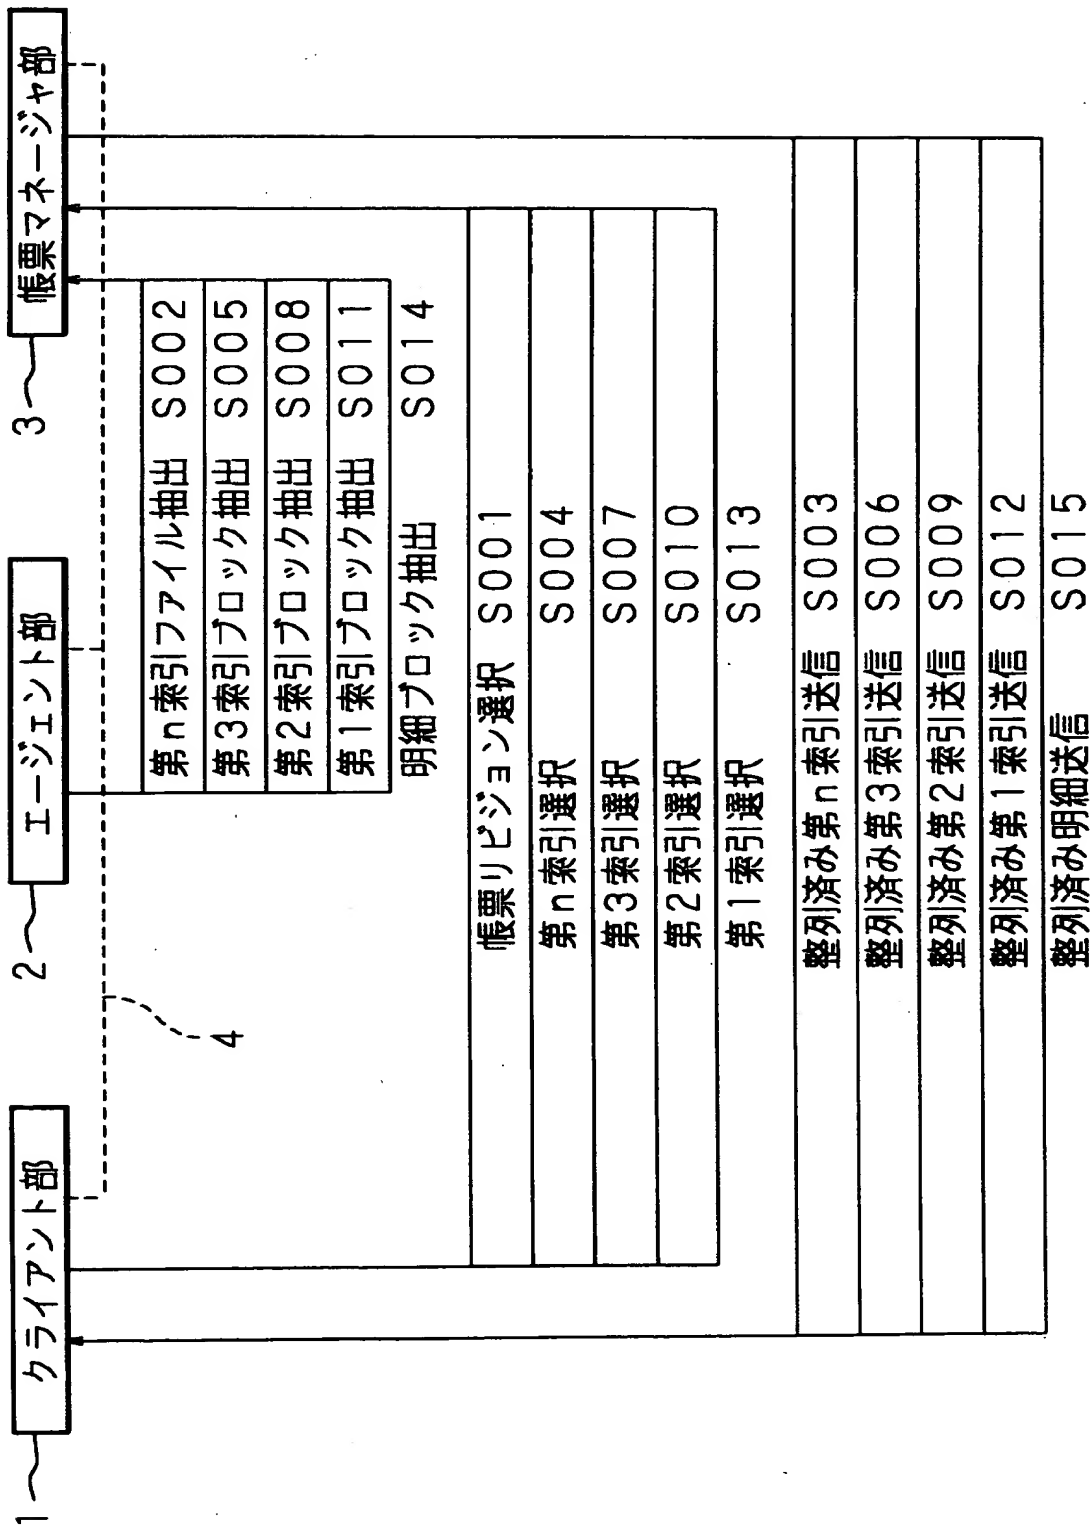 1
クライアント部
2
エージェント部
3
帳票マネージャ部
4
第n索引ファイル抽出 S002
第3索引ブロック抽出 S005
第2索引ブロック抽出 S008
第1索引ブロック抽出 S011
明細ブロック抽出 S014
帳票リビジョン選択 S001
第n索引選択 S004
第3索引選択 S007
第2索引選択 S010
第1索引選択 S013
整列済み第n索引送信 S003
整列済み第3索引送信 S006
整列済み第2索引送信 S009
整列済み第1索引送信 S012
整列済み明細送信 S015